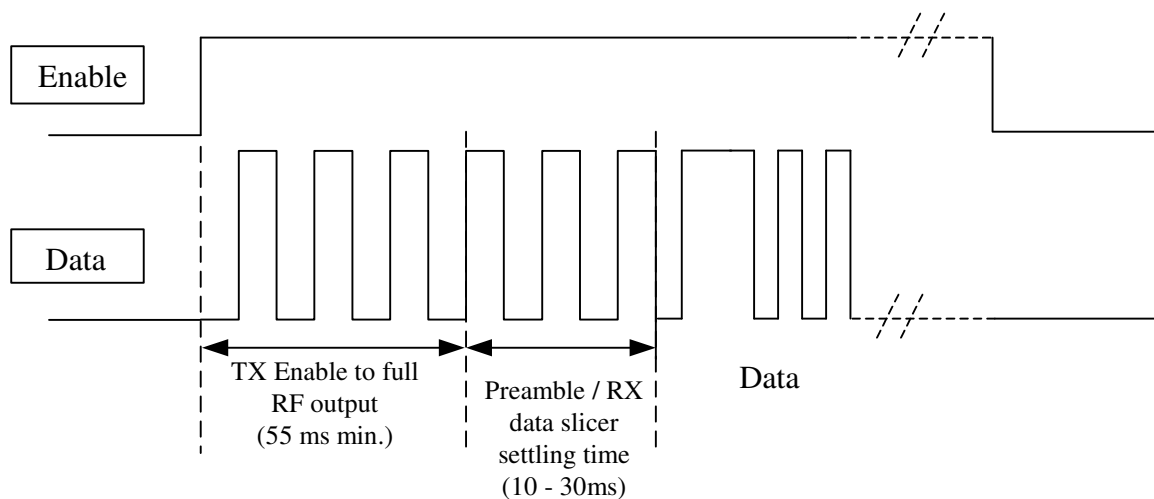 Enable
Data
TX Enable to full
RF output
(55 ms min.)
Preamble / RX
data slicer
settling time
(10 - 30ms)
Data